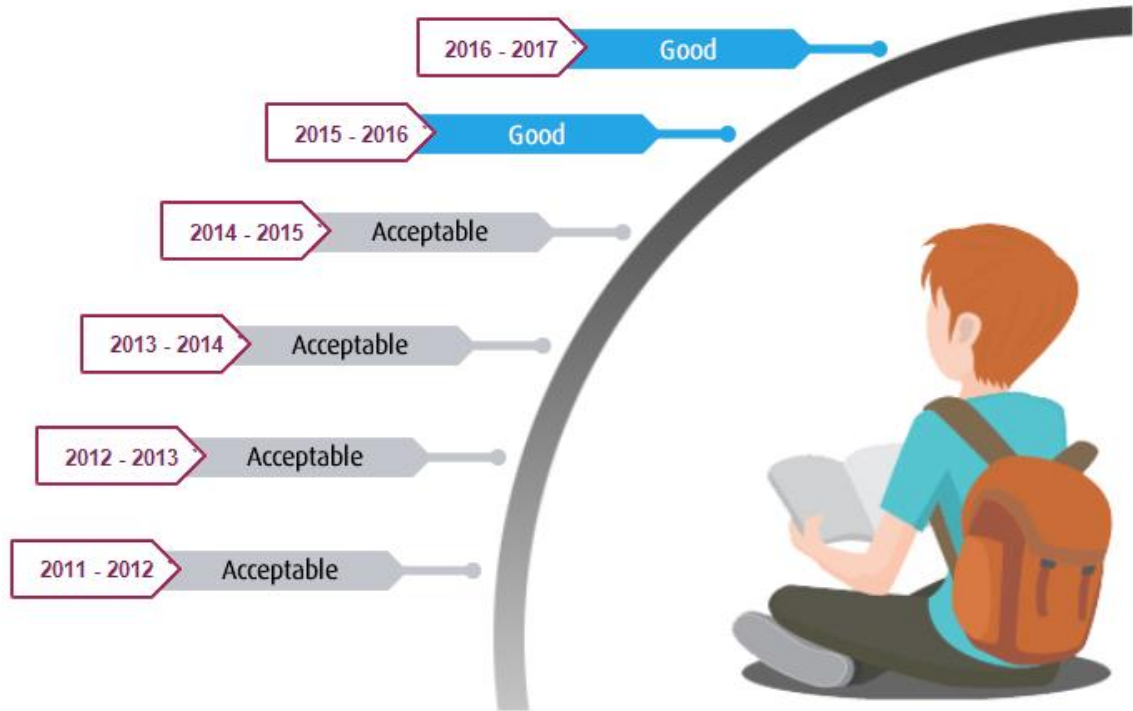 2016 - 2017 Good
2015 - 2016 Good
2014 - 2015 Acceptable
2013 - 2014 Acceptable
2012 - 2013 Acceptable
2011 - 2012 Acceptable